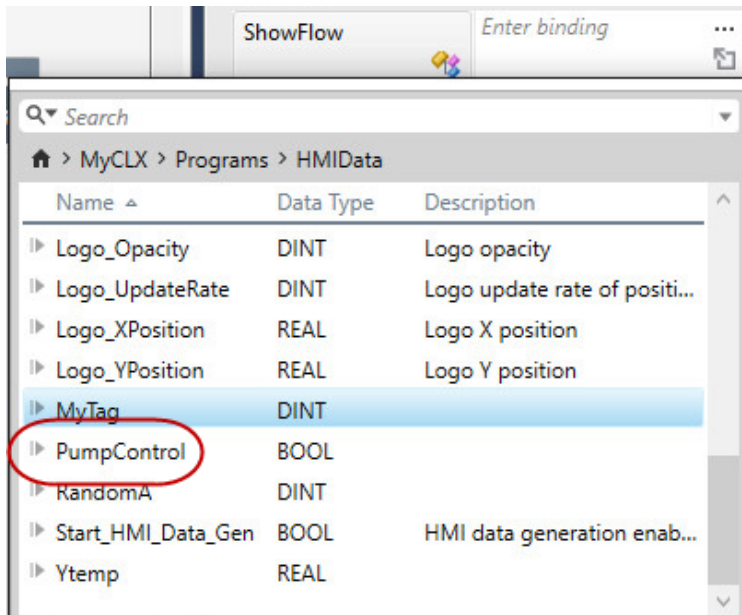 ShowFlow Enter binding ...
Search
> MyCLX > Programs > HMIData
Name Data Type Description
Logo_Opacity DINT Logo opacity
Logo_UpdateRate DINT Logo update rate of positi...
Logo_XPosition REAL Logo X position
Logo_YPosition REAL Logo Y position
MyTag DINT
PumpControl BOOL
RandomA DINT
Start_HMI_Data_Gen BOOL HMI data generation enab...
Ytemp REAL